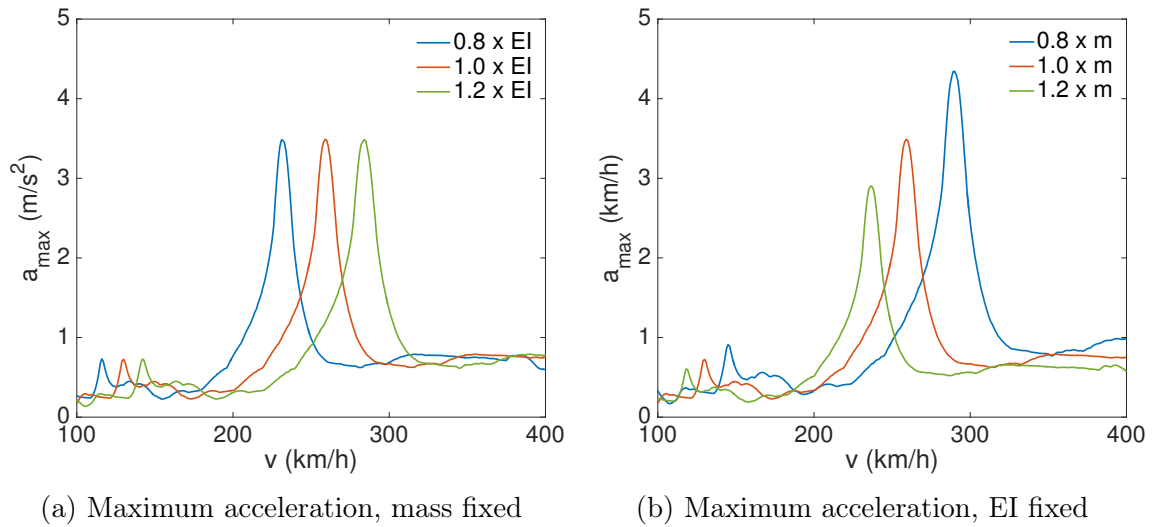 5
4
3
2
1
0
a_max (m/s²)
0.8 x EI
1.0 x EI
1.2 x EI
100
200
300
400
v (km/h)
(a) Maximum acceleration, mass fixed
5
4
3
2
1
0
a_max (km/h)
0.8 x m
1.0 x m
1.2 x m
100
200
300
400
v (km/h)
(b) Maximum acceleration, EI fixed